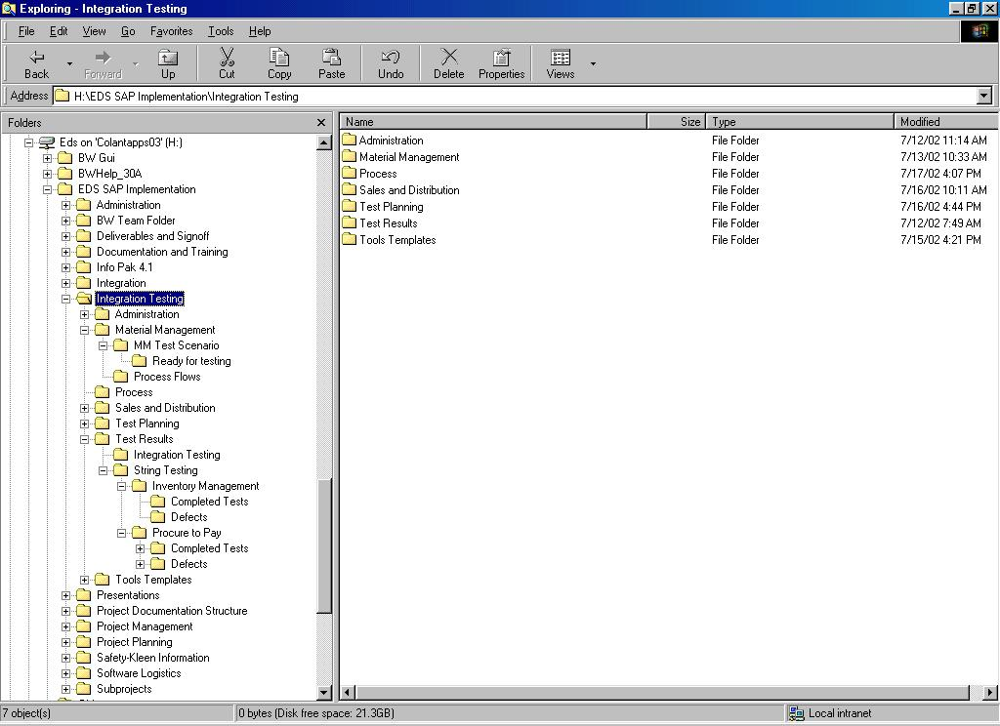 Exploring - Integration Testing
File Edit View Go Favorites Tools Help
Back Forward Up Cut Copy Paste Undo Delete Properties Views
Address H:\EDS SAP Implementation\Integration Testing
Folders
Eds on 'Colantapps03' (H:)
BW Gui
BWHelp_30A
EDS SAP Implementation
Administration
BW Team Folder
Deliverables and Signoff
Documentation and Training
Info Pak 4.1
Integration
Integration Testing
Administration
Material Management
MM Test Scenario
Ready for testing
Process Flows
Process
Sales and Distribution
Test Planning
Test Results
Integration Testing
String Testing
Inventory Management
Completed Tests
Defects
Procure to Pay
Completed Tests
Defects
Tools Templates
Presentations
Project Documentation Structure
Project Management
Project Planning
Safety-Kleen Information
Software Logistics
Subprojects
Name Size Type Modified
Administration File Folder 7/12/02 11:14 AM
Material Management File Folder 7/13/02 10:33 AM
Process File Folder 7/17/02 4:07 PM
Sales and Distribution File Folder 7/16/02 10:11 AM
Test Planning File Folder 7/16/02 4:44 PM
Test Results File Folder 7/12/02 7:49 AM
Tools Templates File Folder 7/15/02 4:21 PM
7 object(s) 0 bytes (Disk free space: 21.3GB) Local intranet